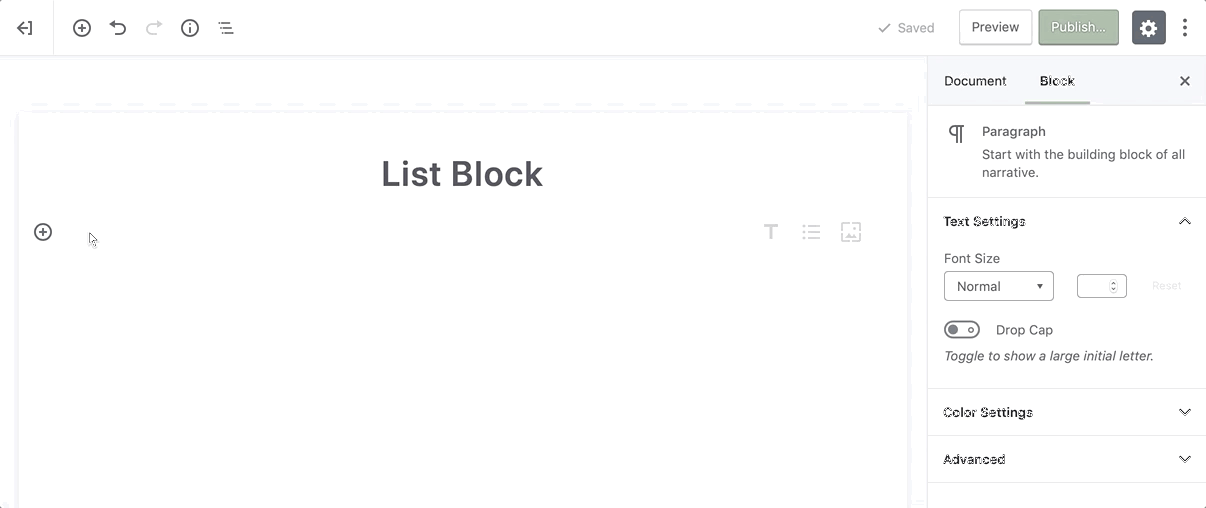 Saved
Preview
Publish…
Document
Block
Paragraph
Start with the building block of all
narrative.
List Block
Text Settings
Font Size
Normal
Reset
Drop Cap
Toggle to show a large initial letter.
Color Settings
Advanced